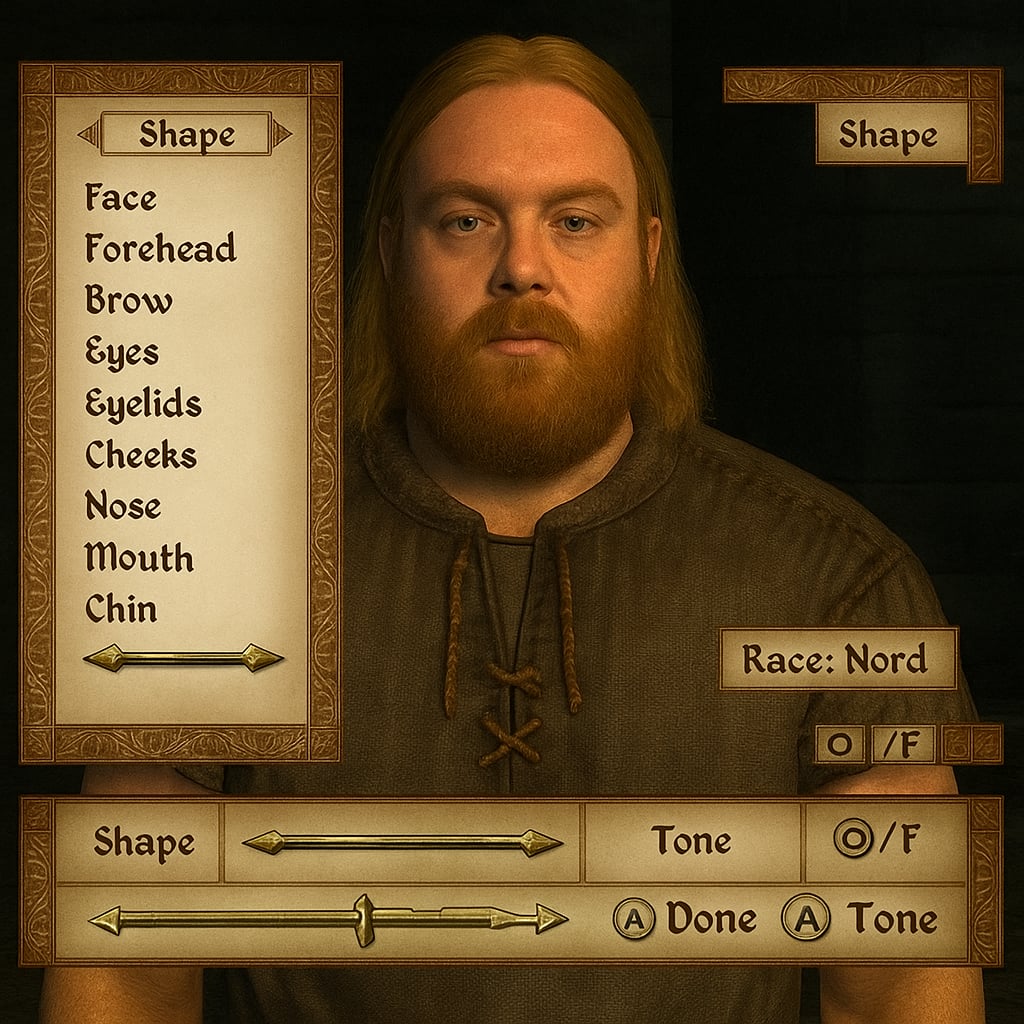 Shape
Face
Forehead
Brow
Eyes
Eyelids
Cheeks
Nose
Mouth
Chin
Shape
Race: Nord
O /F
Shape Tone O/F
A Done A Tone